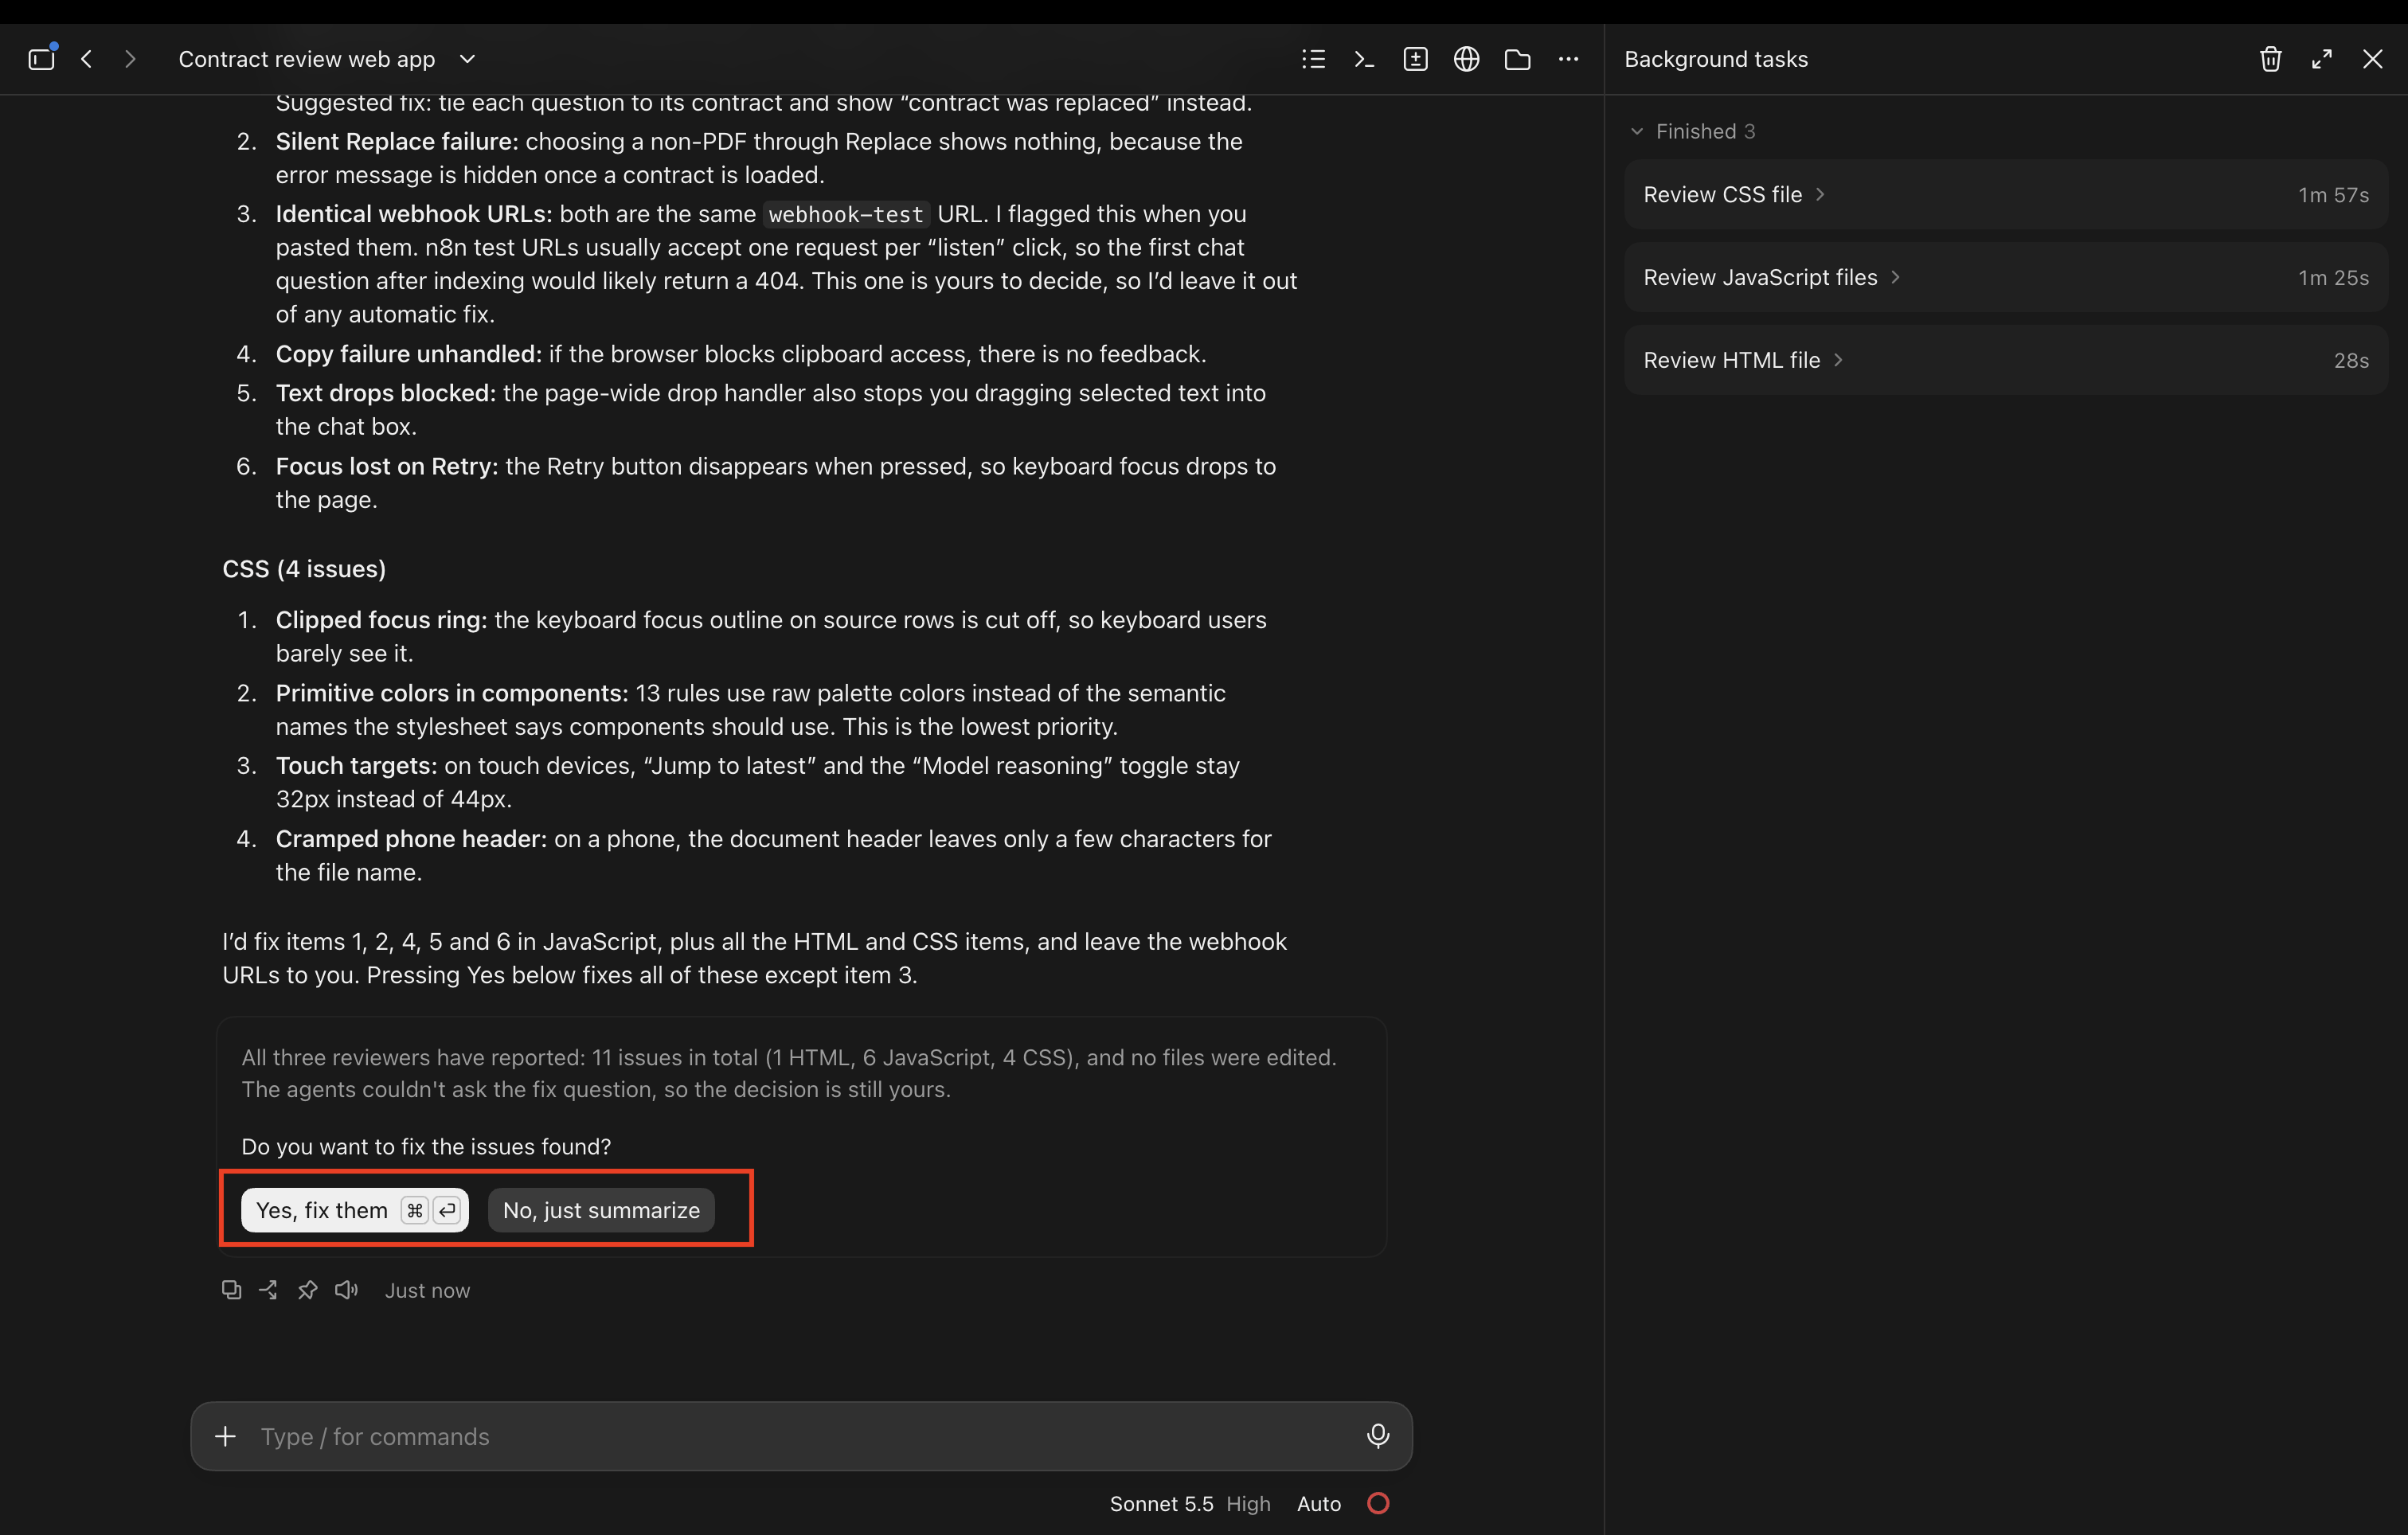 Contract review web app
Suggested fix: tie each question to its contract and show “contract was replaced” instead.
2. Silent Replace failure: choosing a non-PDF through Replace shows nothing, because the
error message is hidden once a contract is loaded.
3. Identical webhook URLs: both are the same webhook-test URL. I flagged this when you
pasted them. n8n test URLs usually accept one request per “listen” click, so the first chat
question after indexing would likely return a 404. This one is yours to decide, so I’d leave it out
of any automatic fix.
4. Copy failure unhandled: if the browser blocks clipboard access, there is no feedback.
5. Text drops blocked: the page-wide drop handler also stops you dragging selected text into
the chat box.
6. Focus lost on Retry: the Retry button disappears when pressed, so keyboard focus drops to
the page.
CSS (4 issues)
1. Clipped focus ring: the keyboard focus outline on source rows is cut off, so keyboard users
barely see it.
2. Primitive colors in components: 13 rules use raw palette colors instead of the semantic
names the stylesheet says components should use. This is the lowest priority.
3. Touch targets: on touch devices, “Jump to latest” and the “Model reasoning” toggle stay
32px instead of 44px.
4. Cramped phone header: on a phone, the document header leaves only a few characters for
the file name.
I’d fix items 1, 2, 4, 5 and 6 in JavaScript, plus all the HTML and CSS items, and leave the webhook
URLs to you. Pressing Yes below fixes all of these except item 3.
All three reviewers have reported: 11 issues in total (1 HTML, 6 JavaScript, 4 CSS), and no files were edited.
The agents couldn't ask the fix question, so the decision is still yours.
Do you want to fix the issues found?
Yes, fix them ⌘ ↵
No, just summarize
Just now
Type / for commands
Sonnet 5.5 High Auto
Background tasks
Finished 3
Review CSS file 1m 57s
Review JavaScript files 1m 25s
Review HTML file 28s